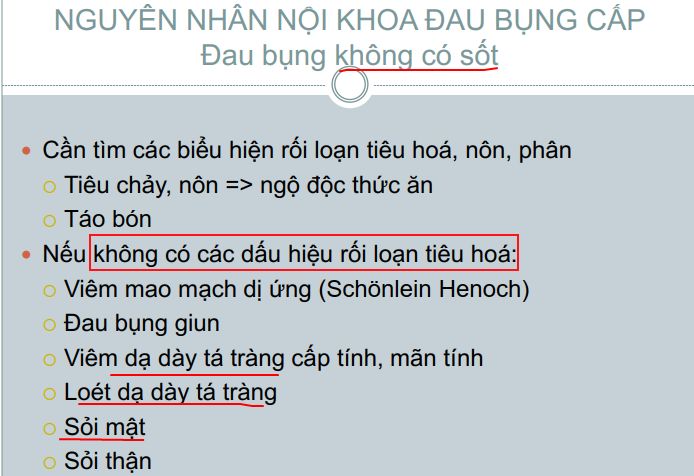 NGUYÊN NHÂN NỘI KHOA ĐAU BỤNG CẤP
Đau bụng không có sốt
Cần tìm các biểu hiện rối loạn tiêu hoá, nôn, phân
Tiêu chảy, nôn => ngộ độc thức ăn
Táo bón
Nếu không có các dấu hiệu rối loạn tiêu hoá:
Viêm mao mạch dị ứng (Schönlein Henoch)
Đau bụng giun
Viêm dạ dày tá tràng cấp tính, mãn tính
Loét dạ dày tá tràng
Sỏi mật
Sỏi thận